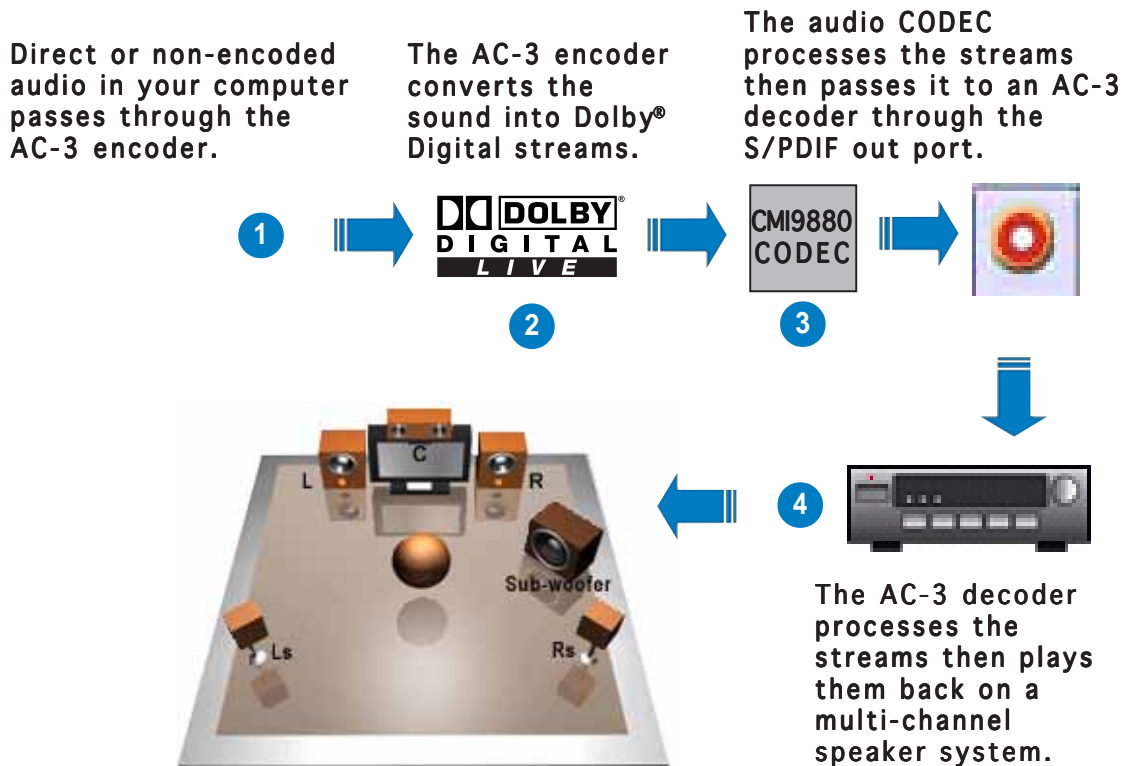 Direct or non-encoded
audio in your computer
passes through the
AC-3 encoder.
The AC-3 encoder
converts the
sound into Dolby®
Digital streams.
The audio CODEC
processes the streams
then passes it to an AC-3
decoder through the
S/PDIF out port.
1
DOLBY®
DIGITAL
LIVE
2
CMI9880
CODEC
3
4
The AC-3 decoder
processes the
streams then plays
them back on a
multi-channel
speaker system.
C
L
R
Sub-woofer
Ls
Rs